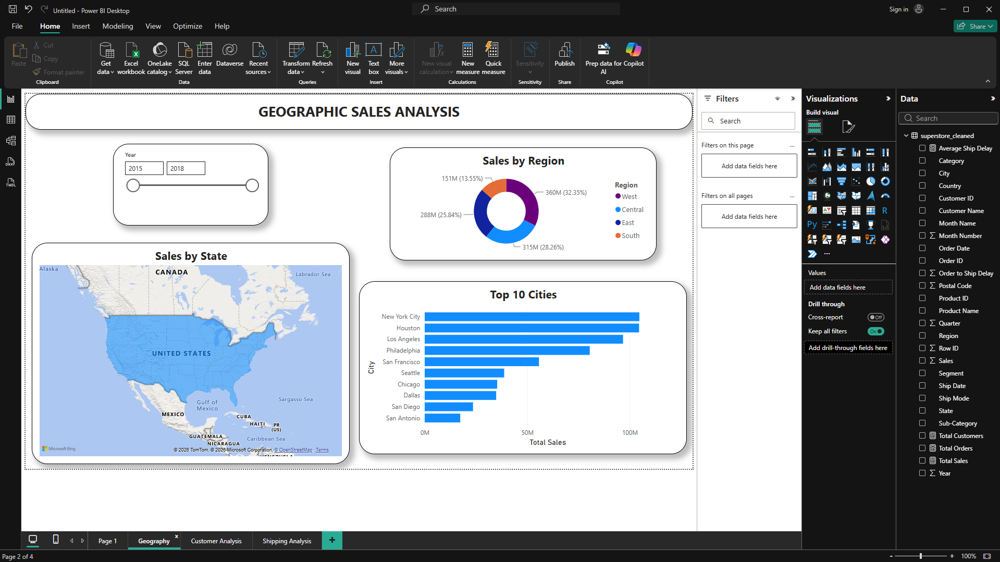 Untitled - Power BI Desktop
Search
Sign in
File
Home
Insert
Modeling
View
Optimize
Help
Share
Paste
Cut
Copy
Format painter
Clipboard
Get data
Excel workbook
OneLake catalog
SQL Server
Enter data
Dataverse
Recent sources
Data
Transform data
Refresh
Queries
New visual
Text box
More visuals
Insert
New visual calculation
New measure
Quick measure
Calculations
Sensitivity
Sensitivity
Publish
Share
Prep data for AI
Copilot
Copilot
DAX
TMDL
GEOGRAPHIC SALES ANALYSIS
Year
2015
2018
Sales by Region
151M (13.55%)
360M (32.35%)
288M (25.84%)
315M (28.26%)
Region
West
Central
East
South
Sales by State
Alaska
CANADA
Labrador Sea
UNITED STATES
Gulf of
Mexico
Sargasso Sea
MEXICO
CUBA
HAITI
PR
(US)
GUATEMALA
Caribbean Sea
NICARAGUA
VENEZUELA
Microsoft Bing
© 2026 TomTom, © 2026 Microsoft Corporation, © OpenStreetMap Terms
Top 10 Cities
City
New York City
Houston
Los Angeles
Philadelphia
San Francisco
Seattle
Chicago
Dallas
San Diego
San Antonio
0M
50M
100M
Total Sales
Filters
Search
Filters on this page
...
Add data fields here
Filters on all pages
...
Add data fields here
Visualizations
Build visual
123
R
Py
...
Values
Add data fields here
Drill through
Cross-report
Off
Keep all filters
On
Add drill-through fields here
Data
Search
superstore_cleaned
Average Ship Delay
Category
City
Country
Customer ID
Customer Name
Month Name
Month Number
Order Date
Order ID
Order to Ship Delay
Postal Code
Product ID
Product Name
Quarter
Region
Row ID
Sales
Segment
Ship Date
Ship Mode
State
Sub-Category
Total Customers
Total Orders
Total Sales
Year
Page 1
Geography
x
Customer Analysis
Shipping Analysis
+
Page 2 of 4
-
+
100%